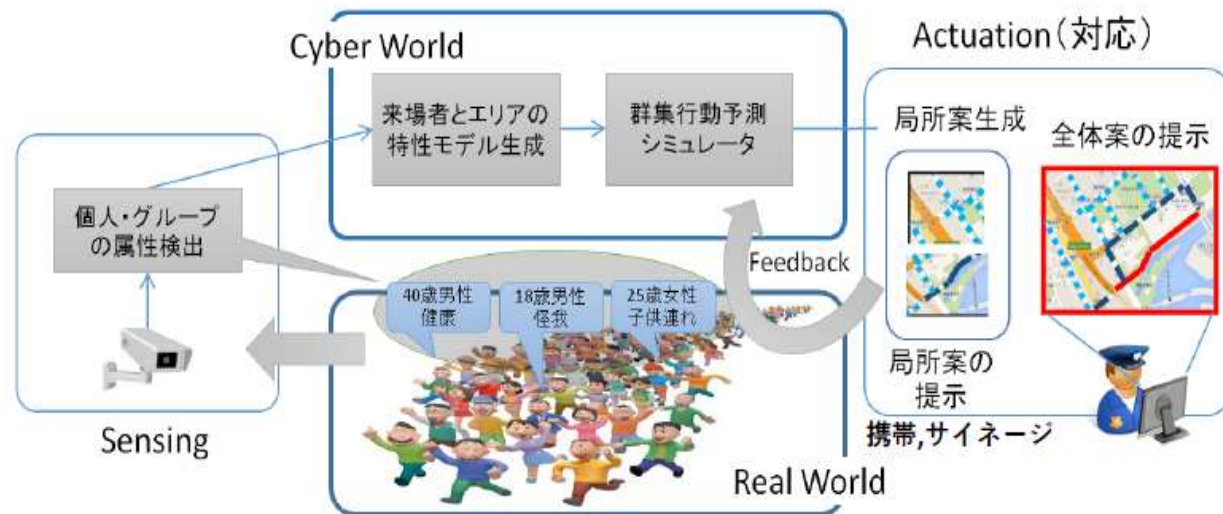 Cyber World
Actuation(対応)
来場者とエリアの
特性モデル生成
群集行動予測
シミュレータ
局所案生成
全体案の提示
個人・グループ
の属性検出
Feedback
40歳男性
健康
18歳男性
怪我
25歳女性
子供連れ
局所案の
提示
携帯,サイネージ
Sensing
Real World